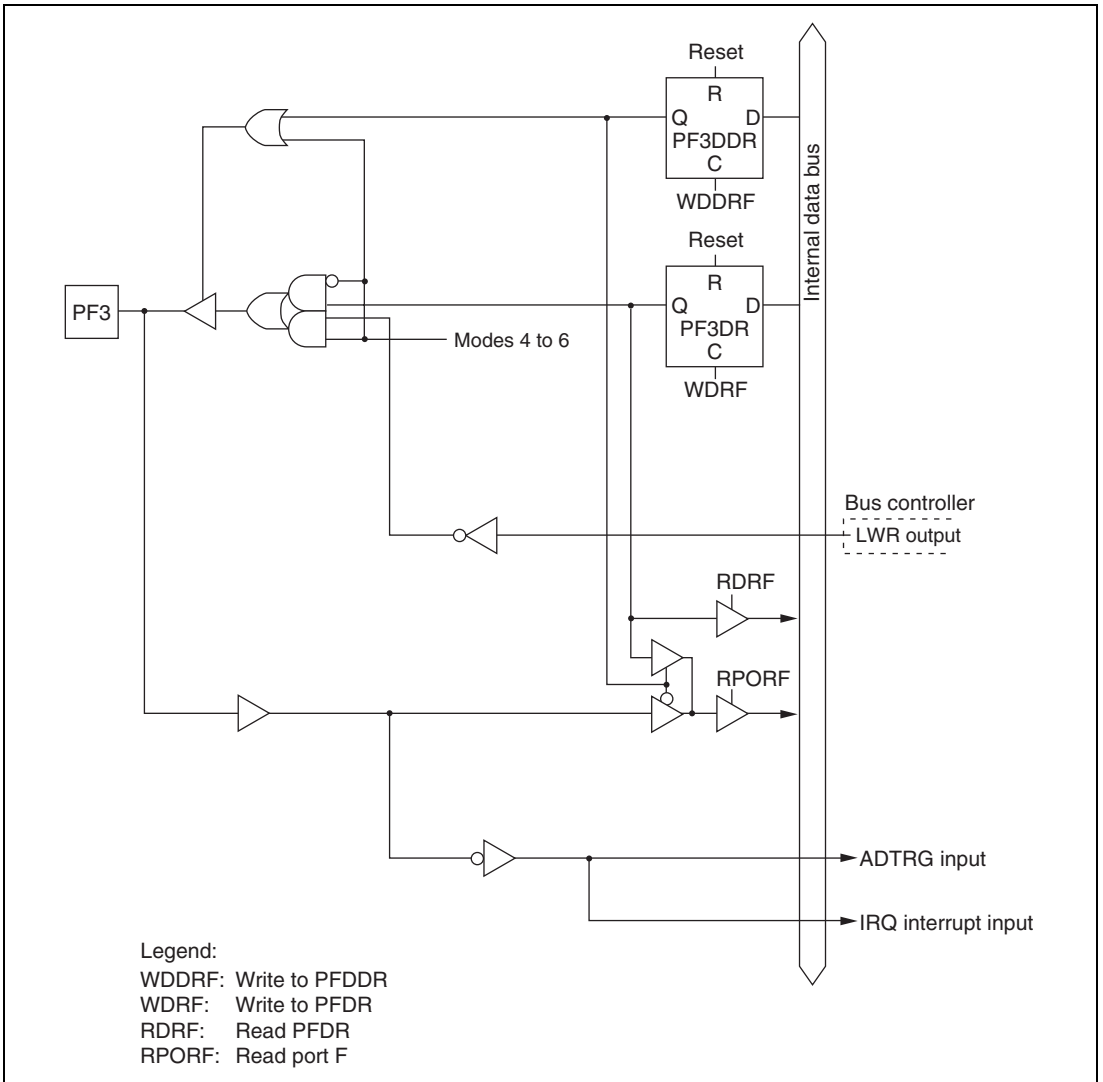 Reset
R
Q D
PF3DDR
C
WDDRF
Internal data bus
Reset
R
Q D
PF3DR
C
WDRF
PF3
Modes 4 to 6
Bus controller
LWR output
RDRF
RPORF
ADTRG input
IRQ interrupt input
Legend:
WDDRF: Write to PFDDR
WDRF: Write to PFDR
RDRF: Read PFDR
RPORF: Read port F